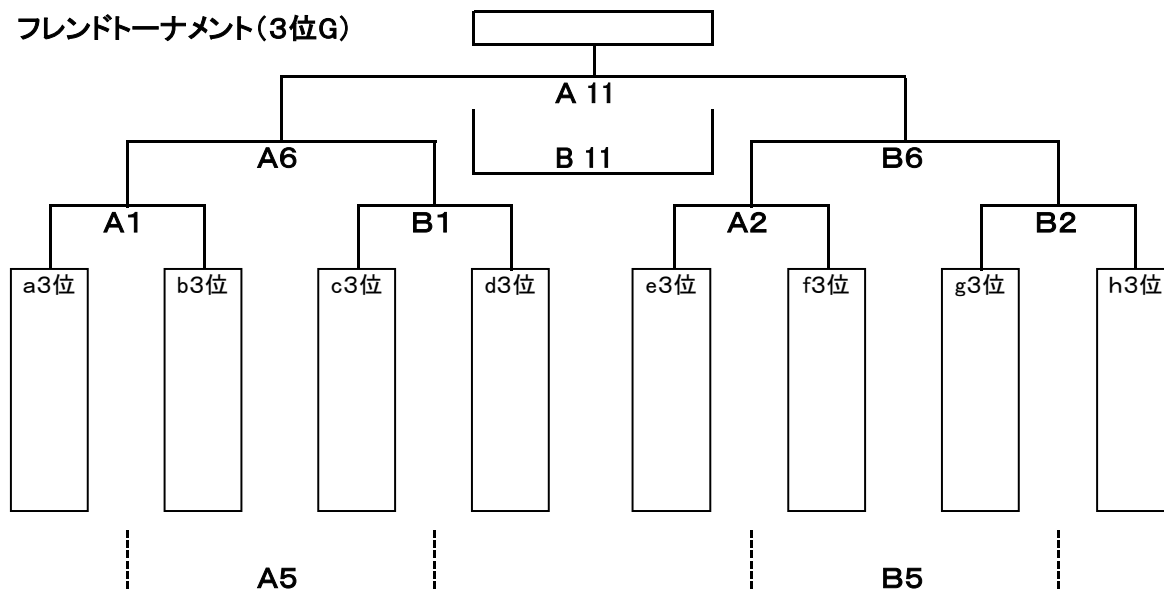 フレンドトーナメント(3位G)
A 11
A6 B 11 B6
A1 B1 A2 B2
a3位 b3位 c3位 d3位 e3位 f3位 g3位 h3位
A5 B5